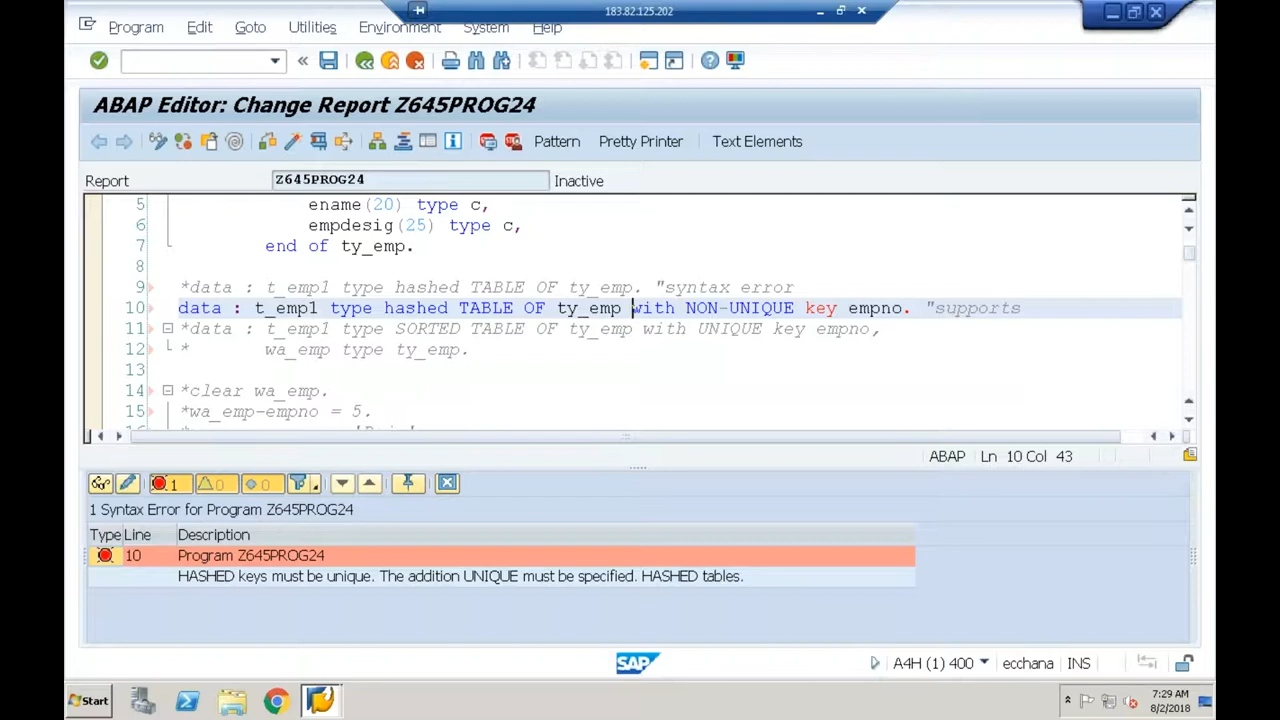 183.82.125.202
Program Edit Goto Utilities Environment System Help
ABAP Editor: Change Report Z645PROG24
Pattern Pretty Printer Text Elements
Report Z645PROG24 Inactive
5 ename(20) type c,
6 empdesig(25) type c,
7 end of ty_emp.
8
9 *data : t_emp1 type hashed TABLE OF ty_emp. "syntax error
10 data : t_emp1 type hashed TABLE OF ty_emp with NON-UNIQUE key empno. "supports
11 *data : t_emp1 type SORTED TABLE OF ty_emp with UNIQUE key empno,
12 * wa_emp type ty_emp.
13
14 *clear wa_emp.
15 *wa_emp-empno = 5.
ABAP Ln 10 Col 43
1 0 0
1 Syntax Error for Program Z645PROG24
Type Line Description
10 Program Z645PROG24
HASHED keys must be unique. The addition UNIQUE must be specified. HASHED tables.
SAP A4H (1) 400 ecchana INS
Start 7:29 AM
8/2/2018